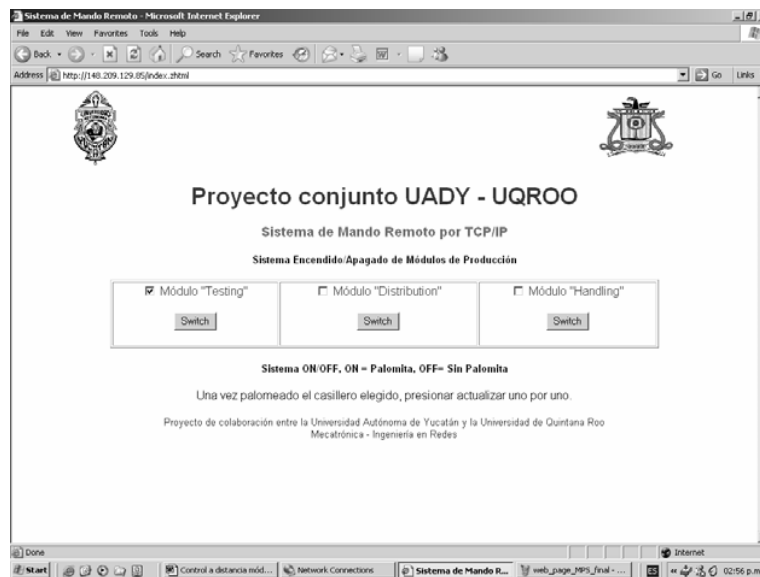 Sistema de Mando Remoto - Microsoft Internet Explorer
File Edit View Favorites Tools Help
Back Search Favorites
Address http://148.209.129.85/index.zhtml Go Links
Proyecto conjunto UADY - UQROO
Sistema de Mando Remoto por TCP/IP
Sistema Encendido/Apagado de Módulos de Producción
Módulo "Testing" Módulo "Distribution" Módulo "Handling"
Switch Switch Switch
Sistema ON/OFF, ON = Palomita, OFF= Sin Palomita
Una vez palomeado el casillero elegido, presionar actualizar uno por uno.
Proyecto de colaboración entre la Universidad Autónoma de Yucatán y la Universidad de Quintana Roo
Mecatrónica - Ingeniería en Redes
Done Internet
Start Control a distancia mód... Network Connections Sistema de Mando R... web_page_MPS_final - ... ES 02:56 p.m